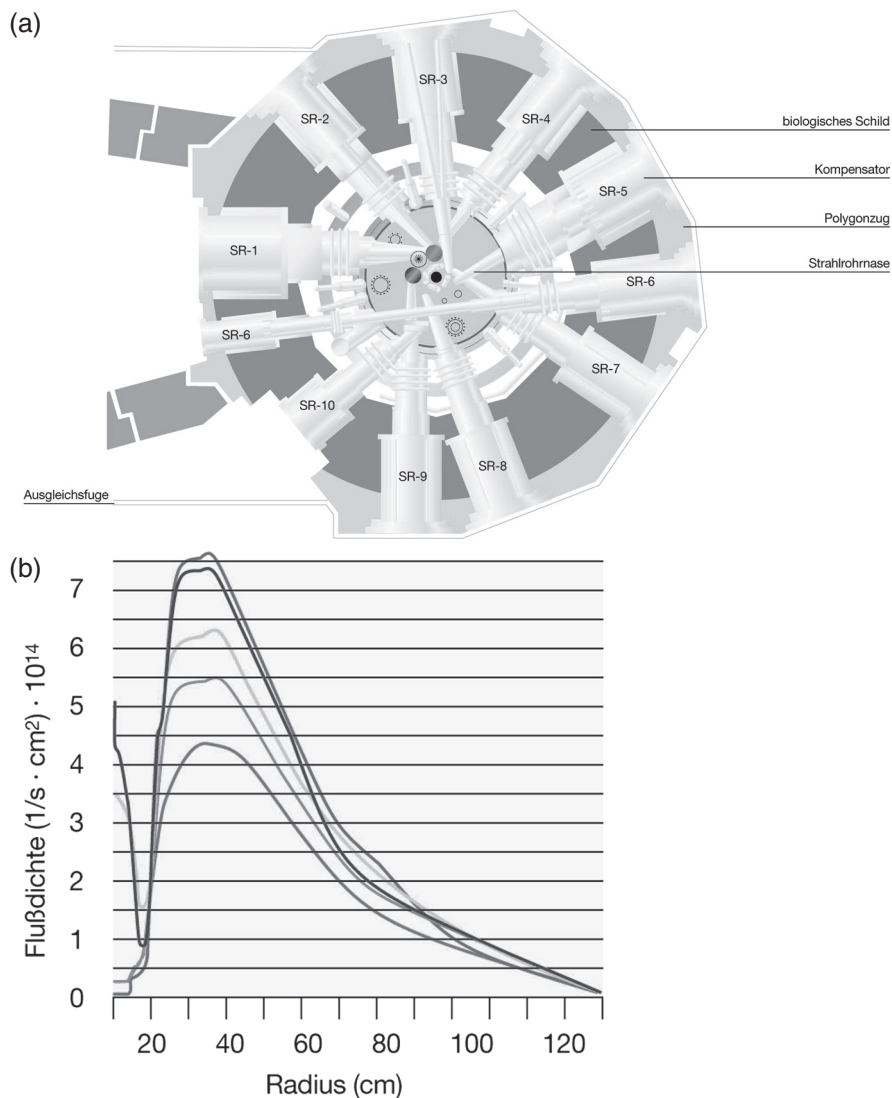 (a)
SR-3
SR-2
SR-4
biologisches Schild
Kompensator
SR-5
Polygonzug
SR-1
Strahlrohrnase
SR-6
SR-6
SR-7
SR-10
SR-8
SR-9
Ausgleichsfuge
(b)
7
6
5
4
3
2
1
0
Flußdichte (1/s · cm²) · 10¹⁴
20 40 60 80 100 120
Radius (cm)